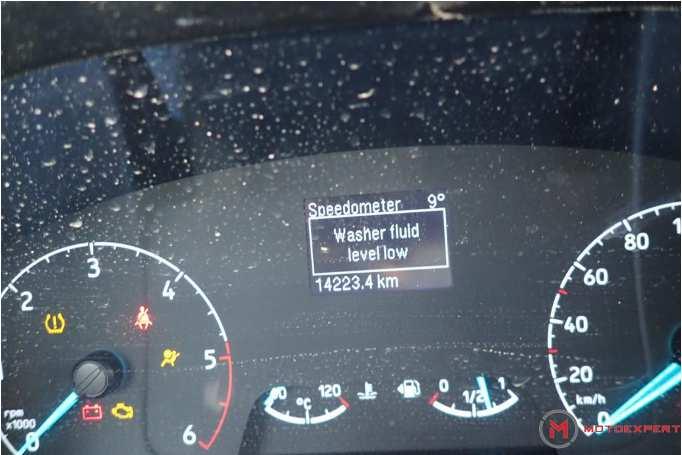 Speedometer 9°
Washer fluid
level low
14223.4 km
2
3
4
5
6
0
rpm
x1000
120
°C
0
1/2
1
80
60
40
20
km/h
0
M
MOTOEXPERT